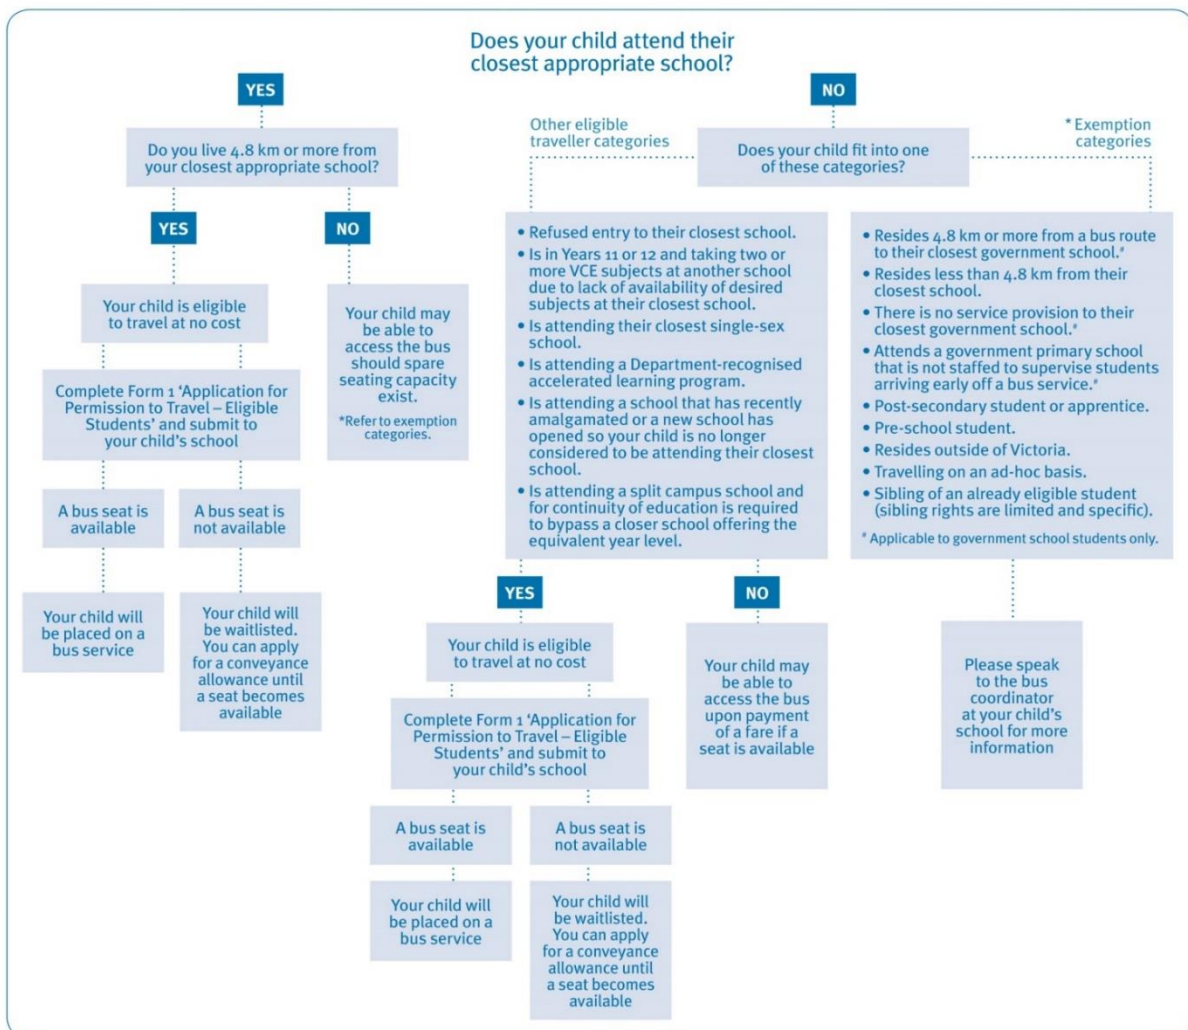 Does your child attend their
closest appropriate school?
YES
Do you live 4.8 km or more from
your closest appropriate school?
YES
Your child is eligible
to travel at no cost
Complete Form 1 ‘Application for
Permission to Travel – Eligible
Students’ and submit to
your child’s school
A bus seat is
available
Your child will
be placed on a
bus service
A bus seat is
not available
Your child will
be waitlisted.
You can apply
for a conveyance
allowance until
a seat becomes
available
NO
Your child may
be able to
access the bus
should spare
seating capacity
exist.
*Refer to exemption
categories.
NO
Does your child fit into one
of these categories?
Other eligible
traveller categories
• Refused entry to their closest school.
• Is in Years 11 or 12 and taking two or
more VCE subjects at another school
due to lack of availability of desired
subjects at their closest school.
• Is attending their closest single-sex
school.
• Is attending a Department-recognised
accelerated learning program.
• Is attending a school that has recently
amalgamated or a new school has
opened so your child is no longer
considered to be attending their closest
school.
• Is attending a split campus school and
for continuity of education is required
to bypass a closer school offering the
equivalent year level.
YES
Your child is eligible
to travel at no cost
Complete Form 1 ‘Application for
Permission to Travel – Eligible
Students’ and submit to
your child’s school
A bus seat is
available
Your child will
be placed on a
bus service
A bus seat is
not available
Your child will
be waitlisted.
You can apply
for a conveyance
allowance until
a seat becomes
available
NO
Your child may
be able to
access the bus
upon payment
of a fare if a
seat is available
* Exemption
categories
• Resides 4.8 km or more from a bus route
to their closest government school.#
• Resides less than 4.8 km from their
closest school.
• There is no service provision to their
closest government school.#
• Attends a government primary school
that is not staffed to supervise students
arriving early off a bus service.#
• Post-secondary student or apprentice.
• Pre-school student.
• Resides outside of Victoria.
• Travelling on an ad-hoc basis.
• Sibling of an already eligible student
(sibling rights are limited and specific).
# Applicable to government school students only.
Please speak
to the bus
coordinator
at your child’s
school for more
information